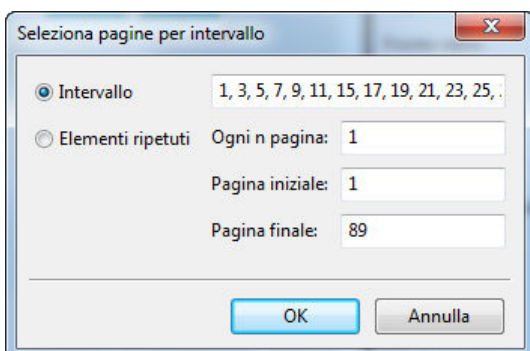 Seleziona pagine per intervallo
Intervallo 1, 3, 5, 7, 9, 11, 15, 17, 19, 21, 23, 25,
Elementi ripetuti Ogni n pagina: 1
Pagina iniziale: 1
Pagina finale: 89
OK Annulla